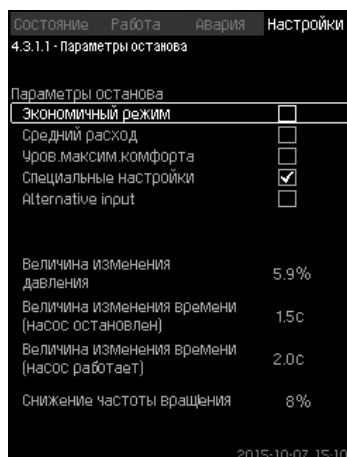 Состояние Работа Авария Настройки
4.3.1.1 - Параметры останова
Параметры останова
Экономичный режим
Средний расход
Уров.максим.комфорта
Специальные настройки
Alternative input
Величина изменения
давления
5.9%
Величина изменения времени
(насос остановлен)
1.5с
Величина изменения времени
(насос работает)
2.0с
Снижение частоты вращения 8%
2015-10-07 15:10